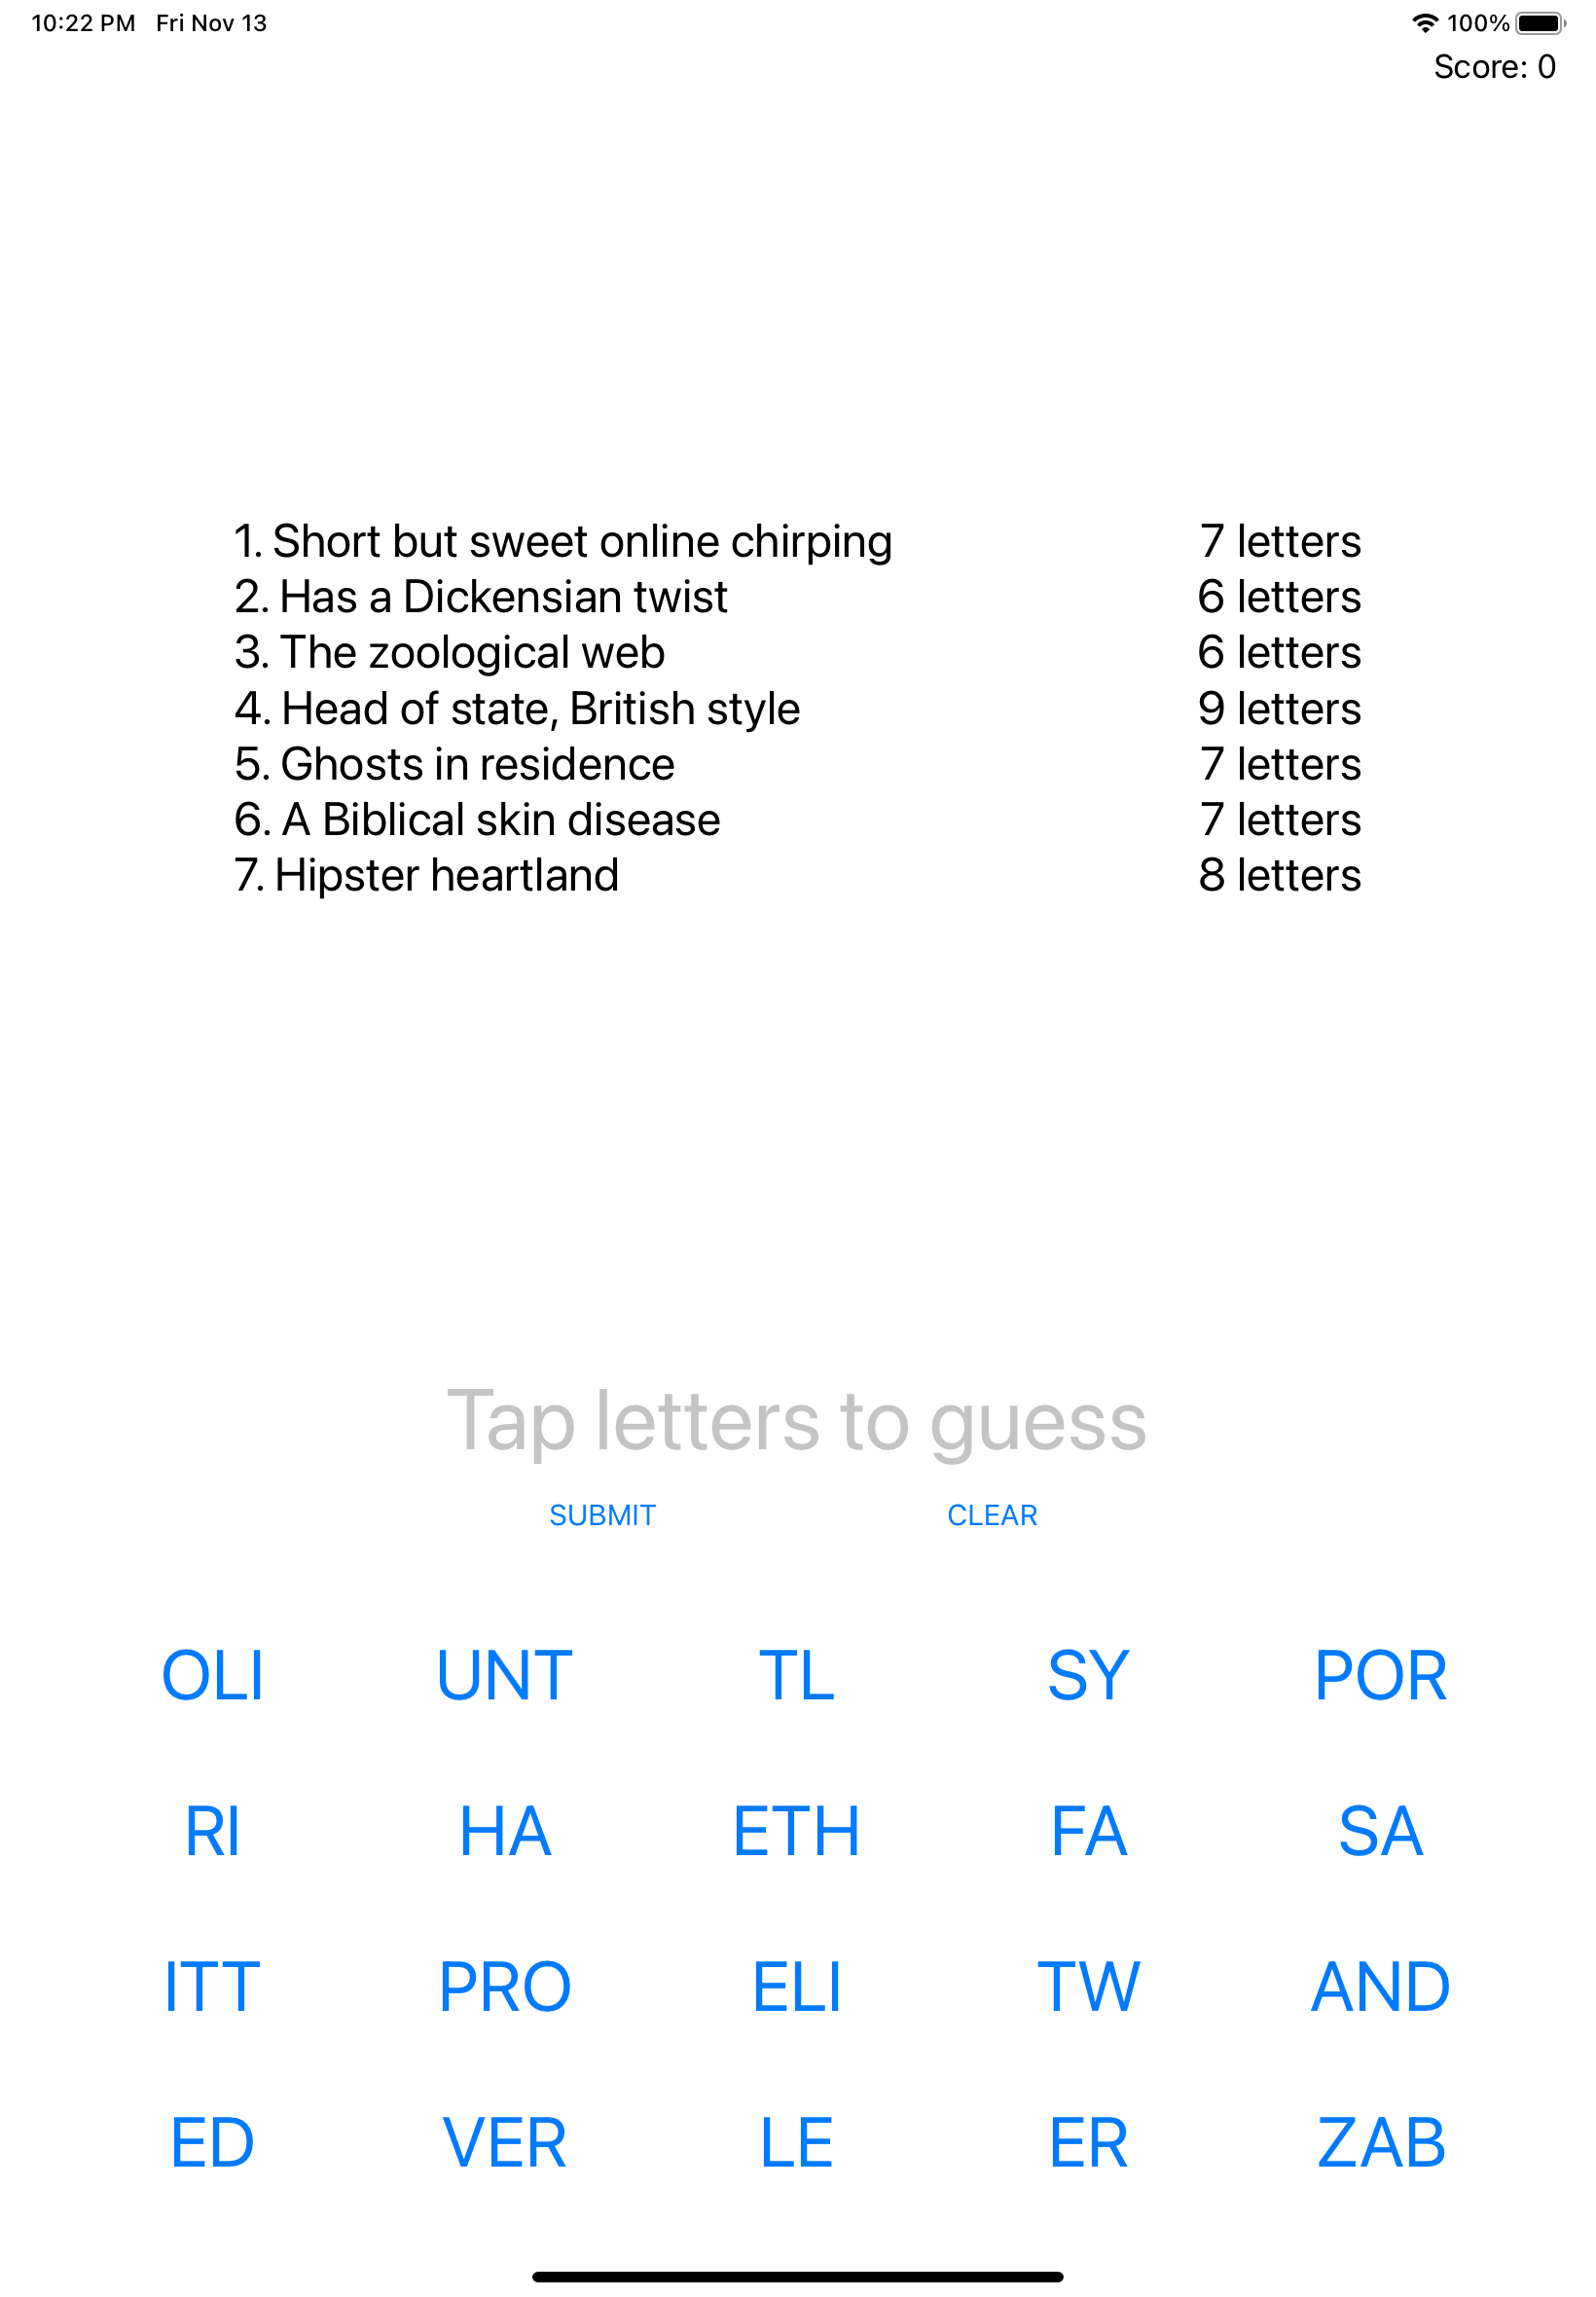 10:22 PM Fri Nov 13 100%
Score: 0
1. Short but sweet online chirping 7 letters
2. Has a Dickensian twist 6 letters
3. The zoological web 6 letters
4. Head of state, British style 9 letters
5. Ghosts in residence 7 letters
6. A Biblical skin disease 7 letters
7. Hipster heartland 8 letters
Tap letters to guess
SUBMIT CLEAR
OLI UNT TL SY POR
RI HA ETH FA SA
ITT PRO ELI TW AND
ED VER LE ER ZAB